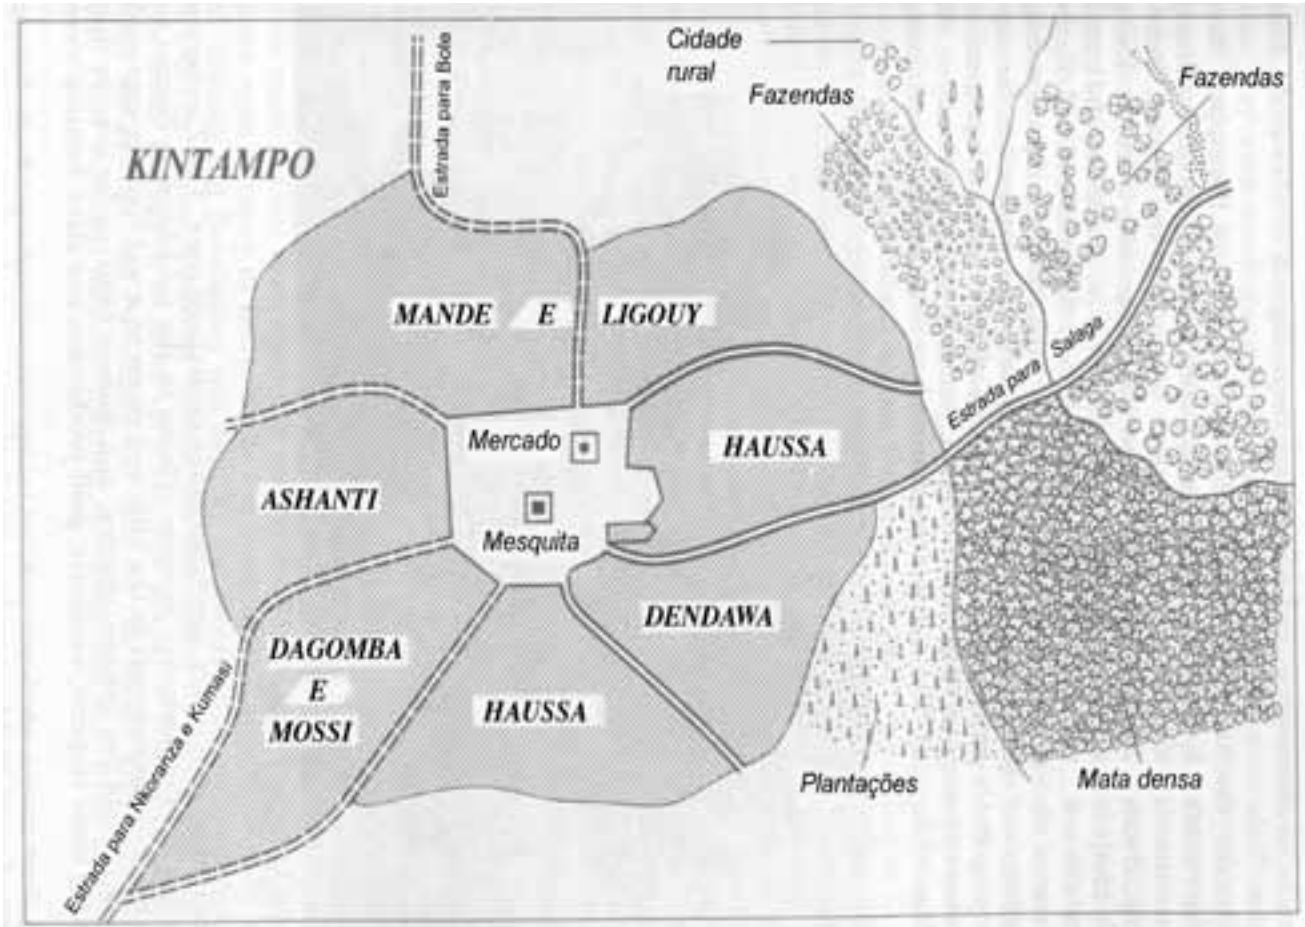 Cidade
rural
Fazendas
Fazendas
Estrada para Bole
KINTAMPO
MANDE E LIGOUY
Estrada para Salaga
Mercado
HAUSSA
ASHANTI
Mesquita
DENDAWA
DAGOMBA
E
MOSSI
HAUSSA
Estrada para Nkoranza e Kumasi
Plantações
Mata densa